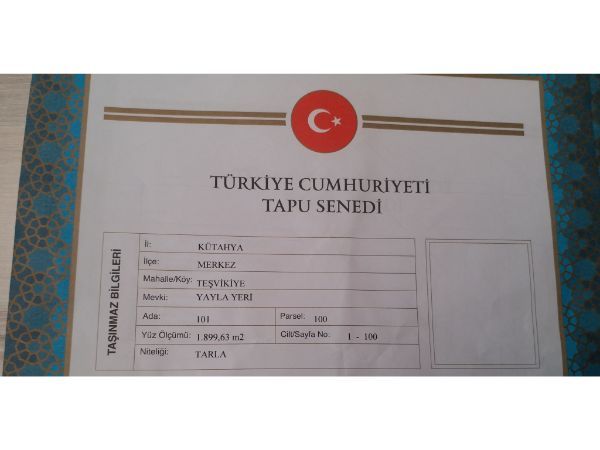 TÜRKİYE CUMHURİYETİ
TAPU SENEDİ
TAŞINMAZ BİLGİLERİ
İli: KÜTAHYA
İlçe: MERKEZ
Mahalle/Köy: TEŞVİKİYE
Mevki: YAYLA YERİ
Ada: 101 Parsel: 100
Yüz Ölçümü: 1.899,63 m2 Cilt/Sayfa No: 1 - 100
Niteliği: TARLA